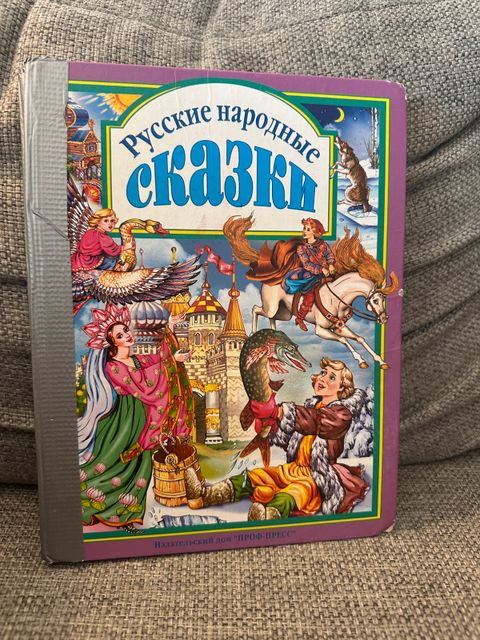 Русские народные
сказки
Издательский дом "ПРОФ-ПРЕСС"